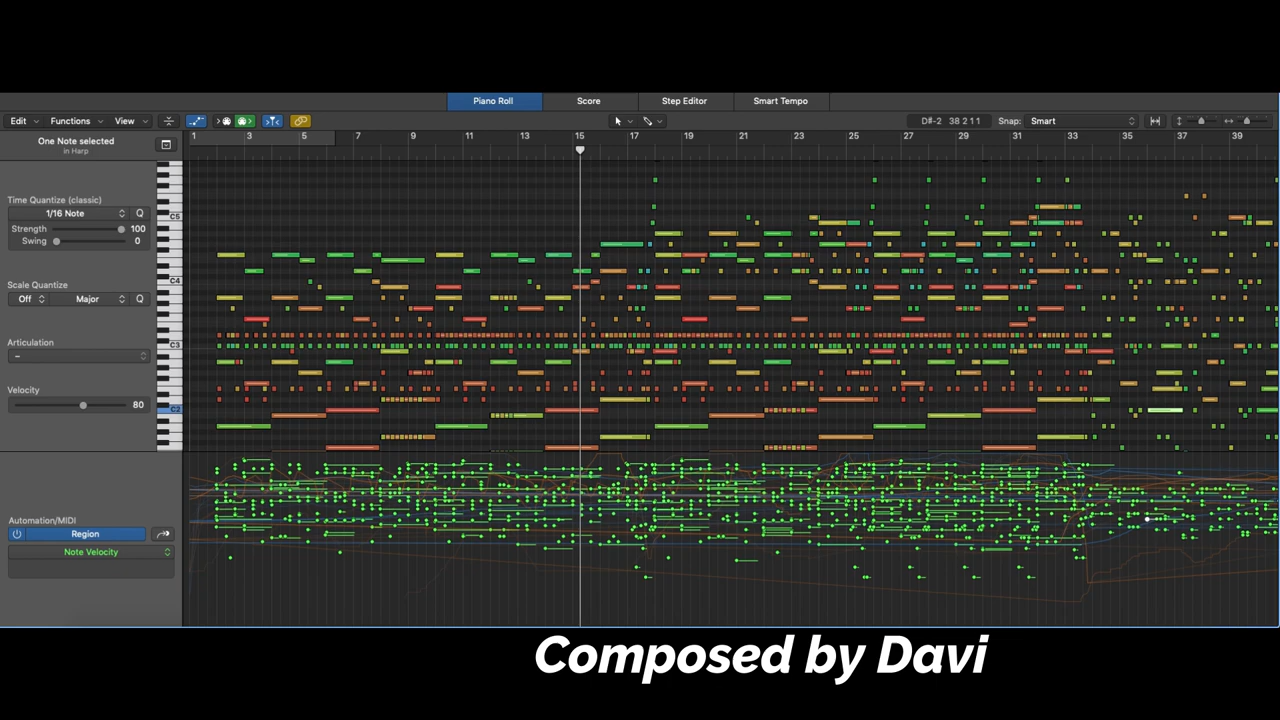 Piano Roll Score Step Editor Smart Tempo
Edit Functions View D#-2 38 2 1 1 Snap: Smart
1 3 5 7 9 11 13 15 17 19 21 23 25 27 29 31 33 35 37 39
One Note selected
in Harp
Time Quantize (classic)
1/16 Note Q
Strength 100
Swing 0
Scale Quantize
Off Major Q
Articulation
–
Velocity
80
C5
C4
C3
C2
Automation/MIDI
Region
Note Velocity
Composed by Davi